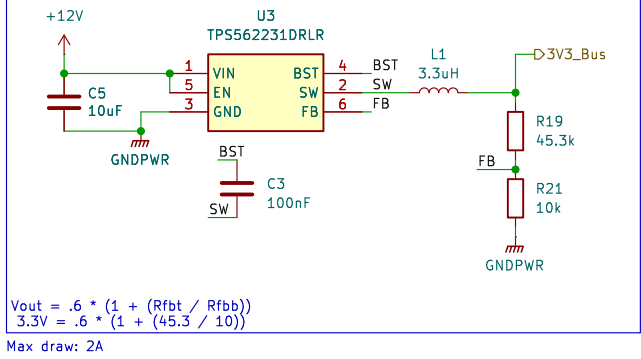 +12V
U3
TPS562231DRLR
C5
10uF
GNDPWR
1 VIN
5 EN
3 GND
BST 4 BST
SW 2 SW
FB 6 FB
L1
3.3uH
3V3_Bus
R19
45.3k
FB
R21
10k
GNDPWR
BST
C3
100nF
SW
Vout = .6 * (1 + (Rfbt / Rfbb))
3.3V = .6 * (1 + (45.3 / 10))
Max draw: 2A